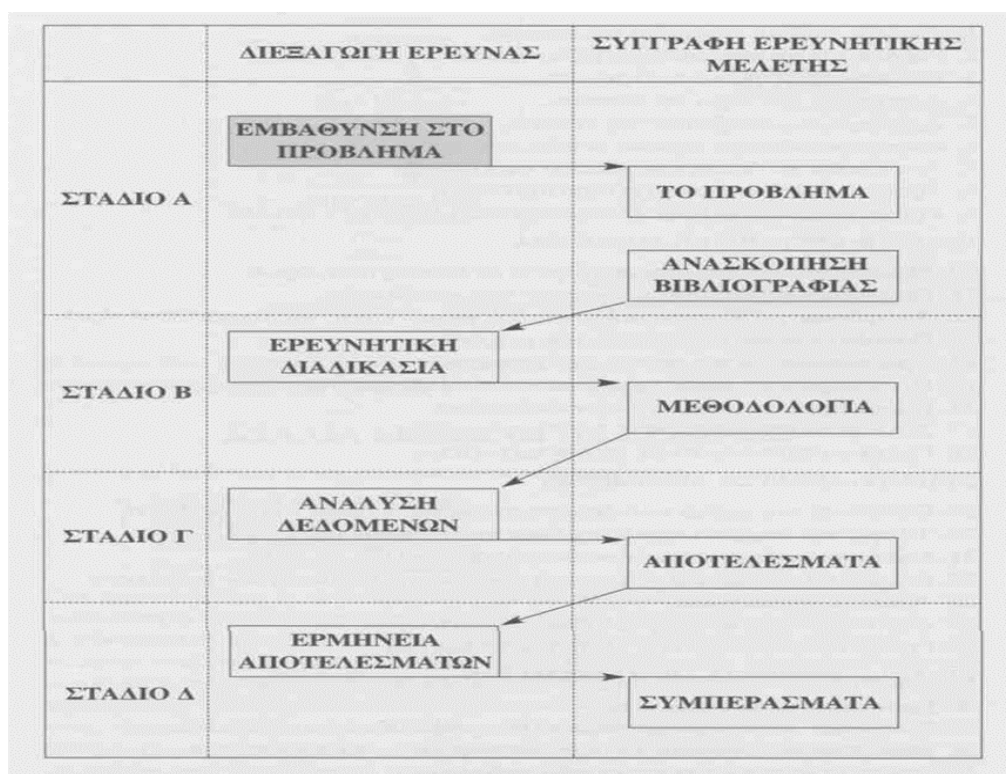 ΔΙΕΞΑΓΩΓΗ ΕΡΕΥΝΑΣ
ΣΥΓΓΡΑΦΗ ΕΡΕΥΝΗΤΙΚΗΣ
ΜΕΛΕΤΗΣ
ΣΤΑΔΙΟ Α
ΕΜΒΑΘΥΝΣΗ ΣΤΟ
ΠΡΟΒΛΗΜΑ
ΤΟ ΠΡΟΒΛΗΜΑ
ΑΝΑΣΚΟΠΗΣΗ
ΒΙΒΛΙΟΓΡΑΦΙΑΣ
ΣΤΑΔΙΟ Β
ΕΡΕΥΝΗΤΙΚΗ
ΔΙΑΔΙΚΑΣΙΑ
ΜΕΘΟΔΟΛΟΓΙΑ
ΣΤΑΔΙΟ Γ
ΑΝΑΛΥΣΗ
ΔΕΔΟΜΕΝΩΝ
ΑΠΟΤΕΛΕΣΜΑΤΑ
ΣΤΑΔΙΟ Δ
ΕΡΜΗΝΕΙΑ
ΑΠΟΤΕΛΕΣΜΑΤΩΝ
ΣΥΜΠΕΡΑΣΜΑΤΑ